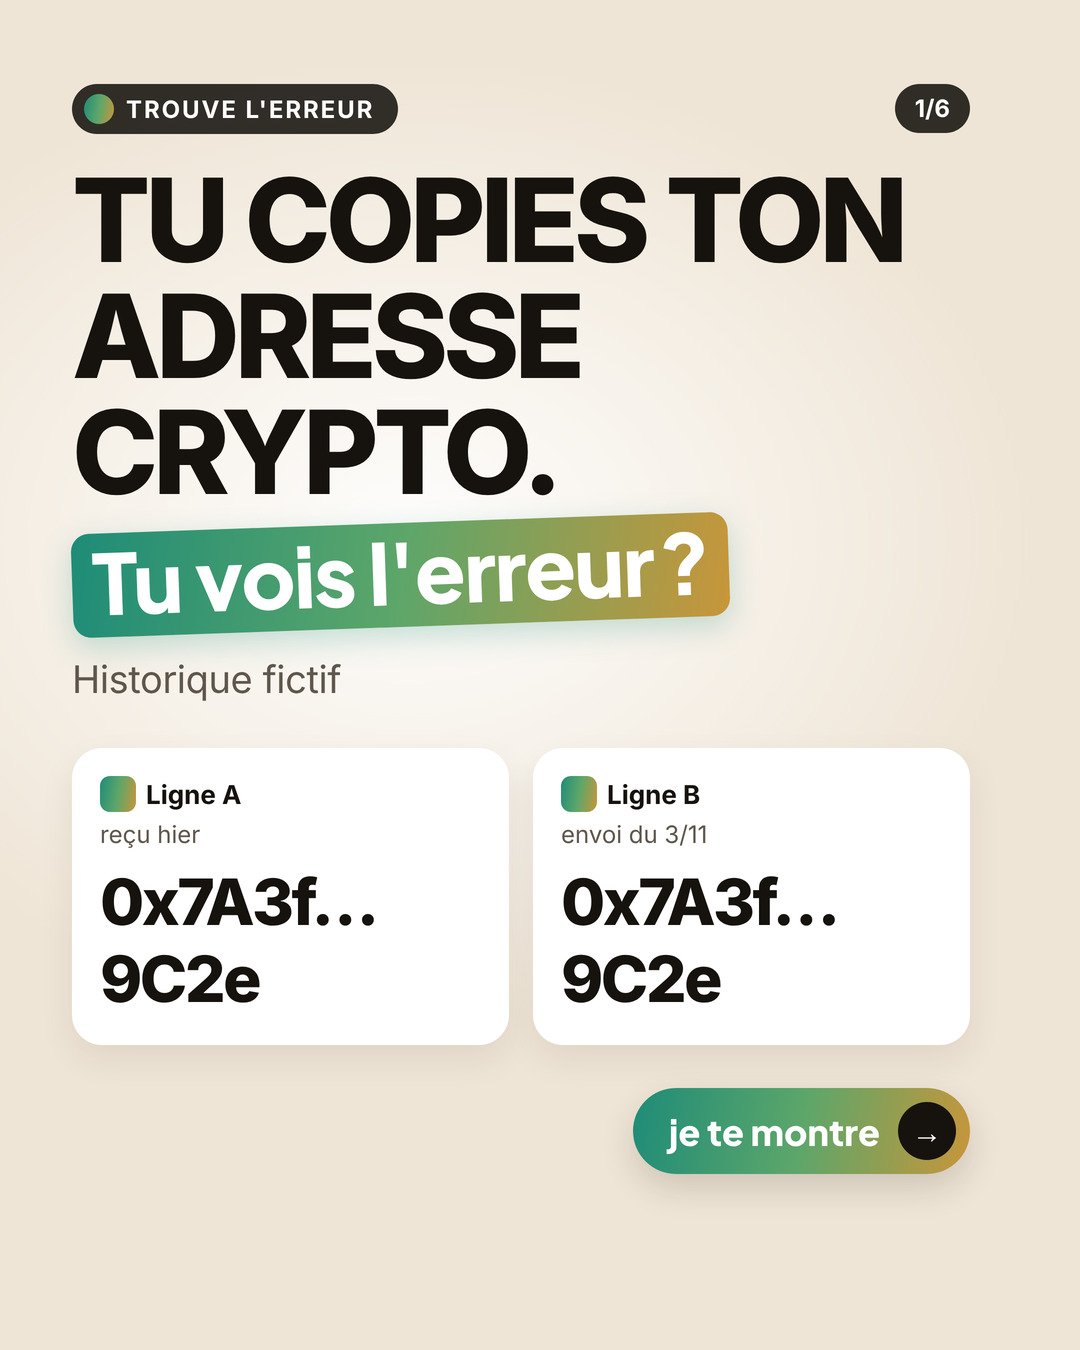 TROUVE L'ERREUR
1/6
TU COPIES TON
ADRESSE
CRYPTO.
Tu vois l'erreur ?
Historique fictif
Ligne A
reçu hier
0x7A3f...
9C2e
Ligne B
envoi du 3/11
0x7A3f...
9C2e
je te montre →